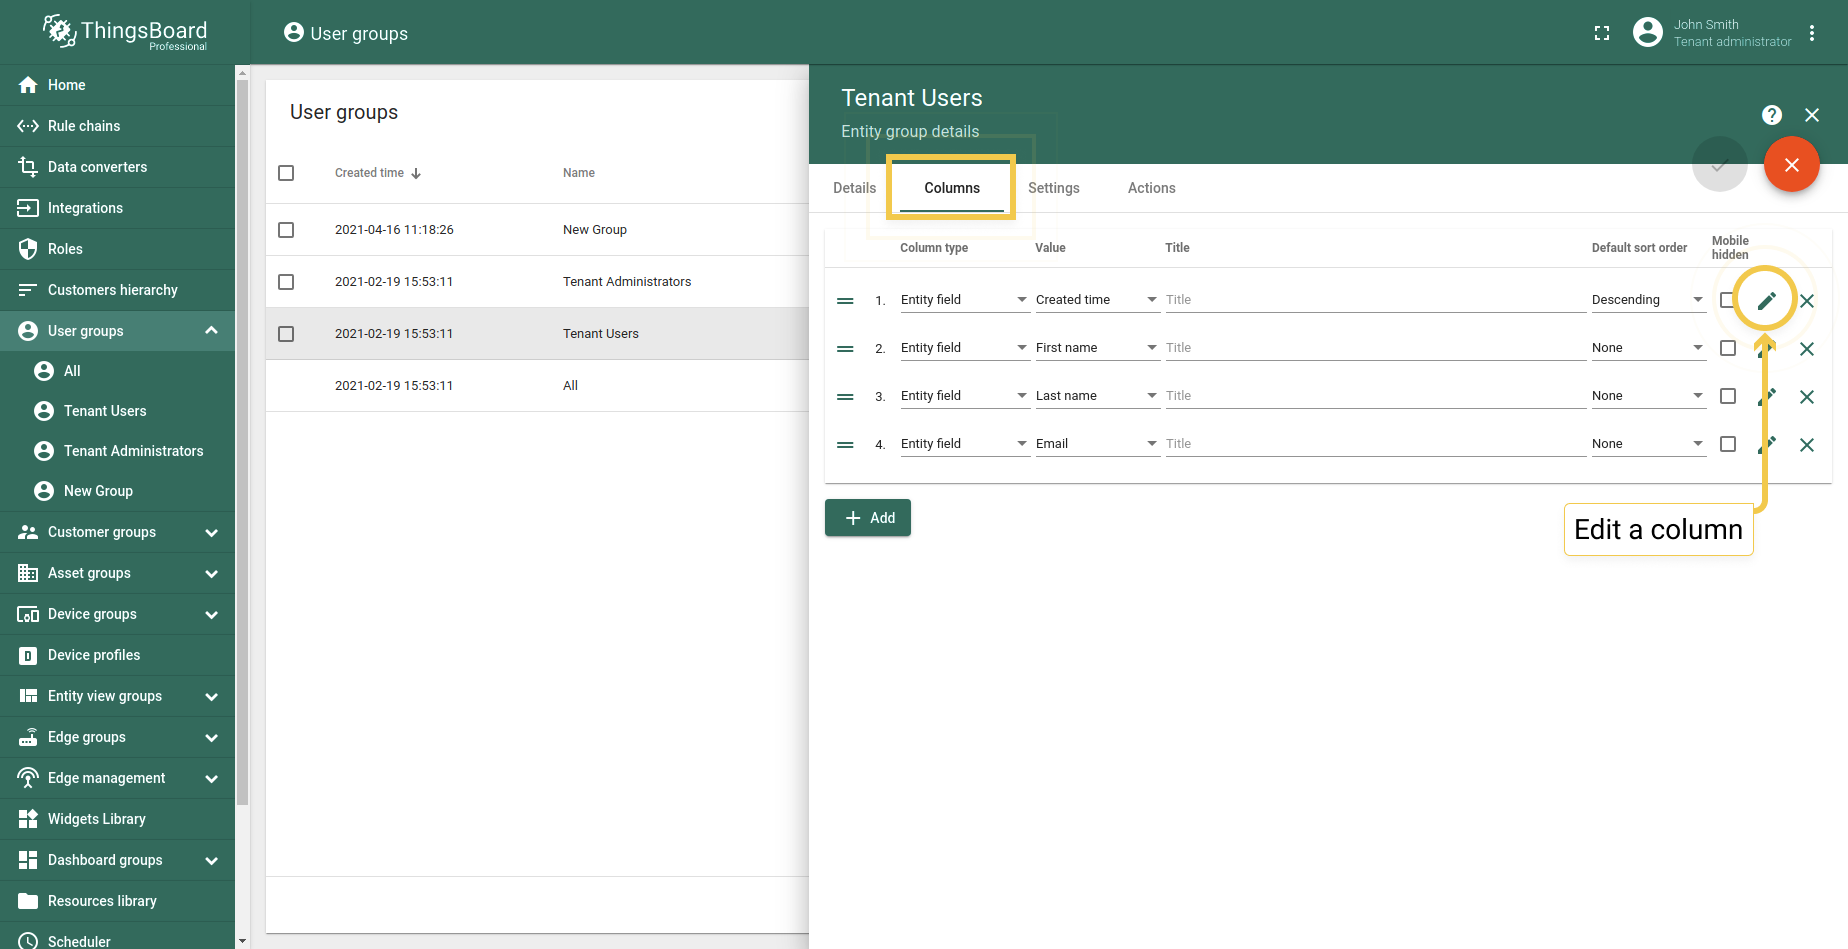 ThingsBoard
Professional
User groups
John Smith
Tenant administrator
Home
Rule chains
Data converters
Integrations
Roles
Customers hierarchy
User groups
All
Tenant Users
Tenant Administrators
New Group
Customer groups
Asset groups
Device groups
Device profiles
Entity view groups
Edge groups
Edge management
Widgets Library
Dashboard groups
Resources library
Scheduler
User groups
Created time Name
2021-04-16 11:18:26 New Group
2021-02-19 15:53:11 Tenant Administrators
2021-02-19 15:53:11 Tenant Users
2021-02-19 15:53:11 All
Tenant Users
Entity group details
Details Columns Settings Actions
Column type Value Title Default sort order Mobile hidden
1. Entity field Created time Title Descending
2. Entity field First name Title None
3. Entity field Last name Title None
4. Entity field Email Title None
+ Add
Edit a column